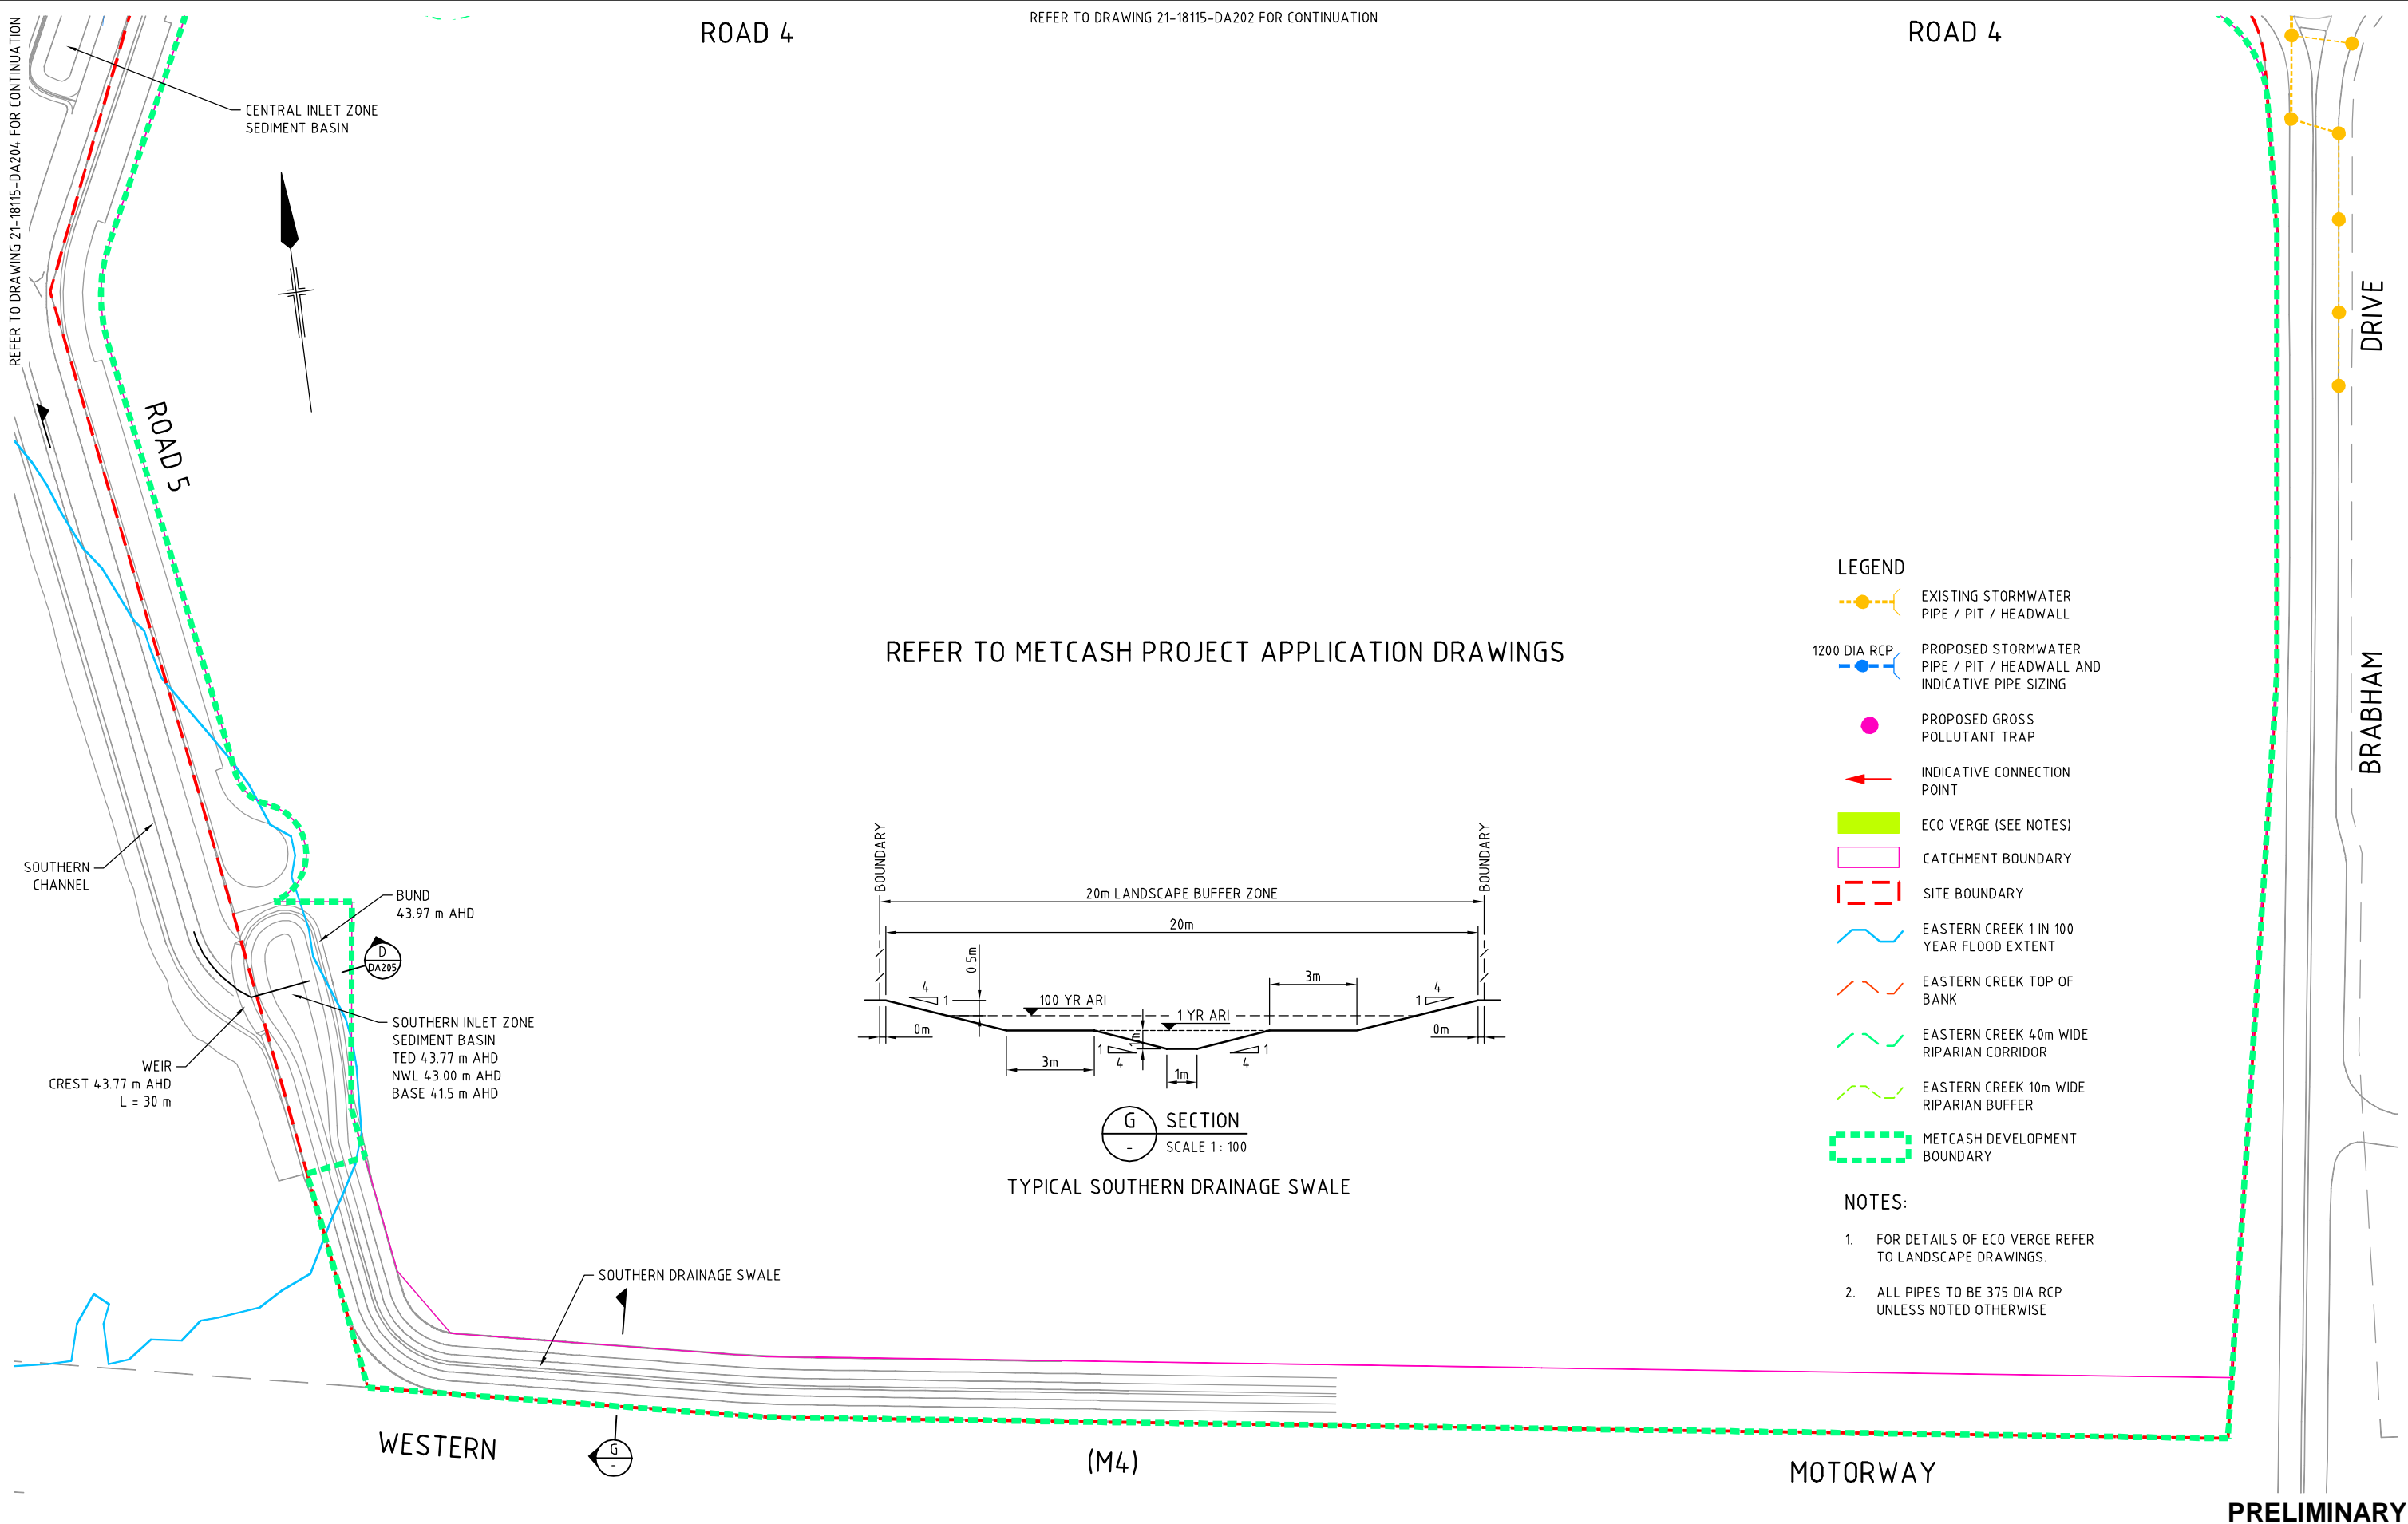 REFER TO DRAWING 21-18115-DA202 FOR CONTINUATION
ROAD 4
ROAD 4
REFER TO DRAWING 21-18115-DA204 FOR CONTINUATION
CENTRAL INLET ZONE
SEDIMENT BASIN
ROAD 5
DRIVE
BRABHAM
REFER TO METCASH PROJECT APPLICATION DRAWINGS
SOUTHERN
CHANNEL
BUND
43.97 m AHD
D
DA205
SOUTHERN INLET ZONE
SEDIMENT BASIN
TED 43.77 m AHD
NWL 43.00 m AHD
BASE 41.5 m AHD
WEIR
CREST 43.77 m AHD
L = 30 m
BOUNDARY
BOUNDARY
20m LANDSCAPE BUFFER ZONE
20m
0.5m
3m
4
1
100 YR ARI
1 YR ARI
1
4
0m
0m
1m
1
4
4
1
3m
1m
G
-
SECTION
SCALE 1 : 100
TYPICAL SOUTHERN DRAINAGE SWALE
SOUTHERN DRAINAGE SWALE
G
-
WESTERN
(M4)
MOTORWAY
LEGEND
EXISTING STORMWATER
PIPE / PIT / HEADWALL
1200 DIA RCP
PROPOSED STORMWATER
PIPE / PIT / HEADWALL AND
INDICATIVE PIPE SIZING
PROPOSED GROSS
POLLUTANT TRAP
INDICATIVE CONNECTION
POINT
ECO VERGE (SEE NOTES)
CATCHMENT BOUNDARY
SITE BOUNDARY
EASTERN CREEK 1 IN 100
YEAR FLOOD EXTENT
EASTERN CREEK TOP OF
BANK
EASTERN CREEK 40m WIDE
RIPARIAN CORRIDOR
EASTERN CREEK 10m WIDE
RIPARIAN BUFFER
METCASH DEVELOPMENT
BOUNDARY
NOTES:
1. FOR DETAILS OF ECO VERGE REFER
TO LANDSCAPE DRAWINGS.
2. ALL PIPES TO BE 375 DIA RCP
UNLESS NOTED OTHERWISE
PRELIMINARY